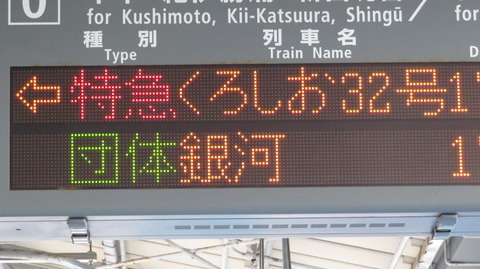 for Kushimoto, Kii-Katsuura, Shingū / for
種別 列車名
Type Train Name
←特急くろしお32号
団体銀河